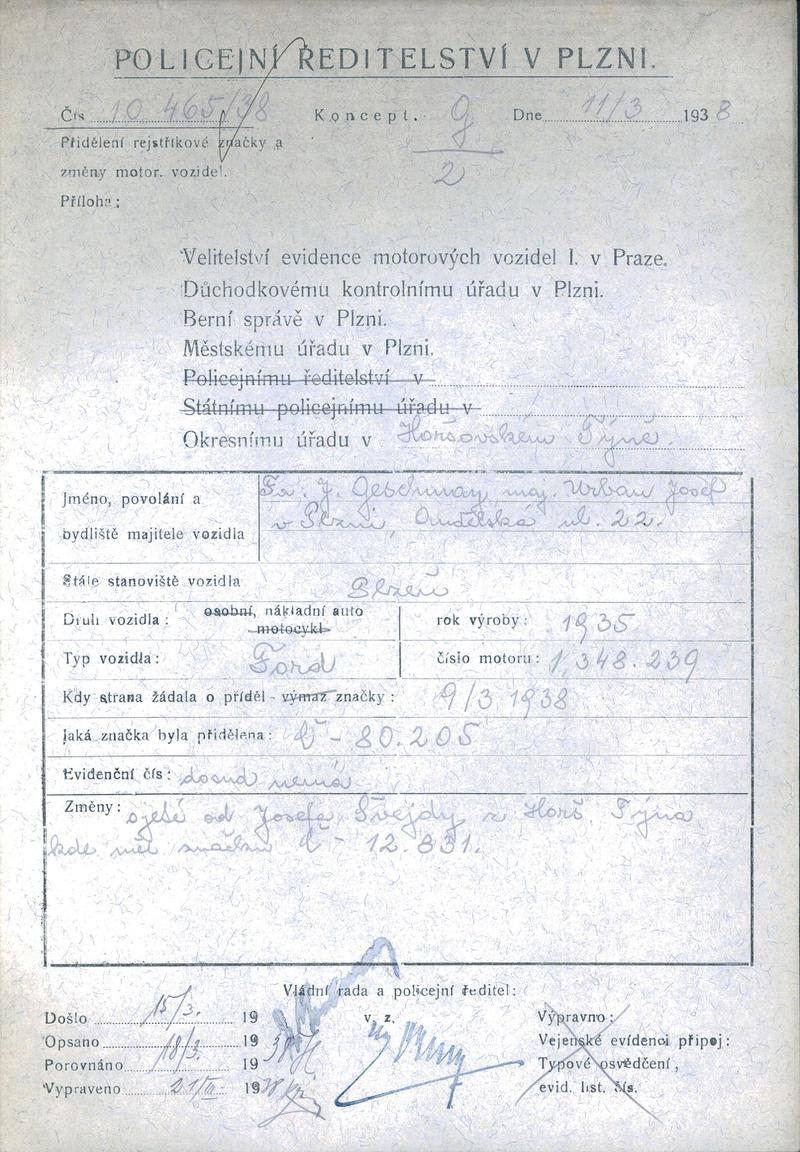 POLICEJNÍ ŘEDITELSTVÍ V PLZNI.
Čís 10 465/38 Koncept. g/2 Dne 11/3 1938
Přidělení rejstříkové značky a
změny motor. vozidel.
Příloha:
Velitelství evidence motorových vozidel I. v Praze.
Důchodkovému kontrolnímu úřadu v Plzni.
Berní správě v Plzni.
Městskému úřadu v Plzni.
Policejnímu ředitelství v
Státnímu policejnímu úřadu v
Okresnímu úřadu v Horšovském Týně.
Jméno, povolání a Fr. J. Geschmay maj. Urban Josef
bydliště majitele vozidla v Plzni, Andělská ul. 22.
Stálé stanoviště vozidla Plzeň
Druh vozidla: osobní, nákladní auto motocykl rok výroby: 1935
Typ vozidla: Ford číslo motoru: 1,348.239
Kdy strana žádala o příděl - výmaz značky: 9/3 1938
Jaká značka byla přidělena: Č - 80.205
Evidenční čís: dosud nemá
Změny: ojeté od Josefa Švejdy z Horš. Týna
kde měl značku Č - 12.831.
Vládní rada a policejní ředitel:
Došlo 15/3. 19 v. z. Výpravno:
Opsáno 18/3. 19 Vejenské evidenci připoj:
Porovnáno 18/3 19 Typové osvědčení,
Vypraveno 21/III 1938 evid. list. čís.